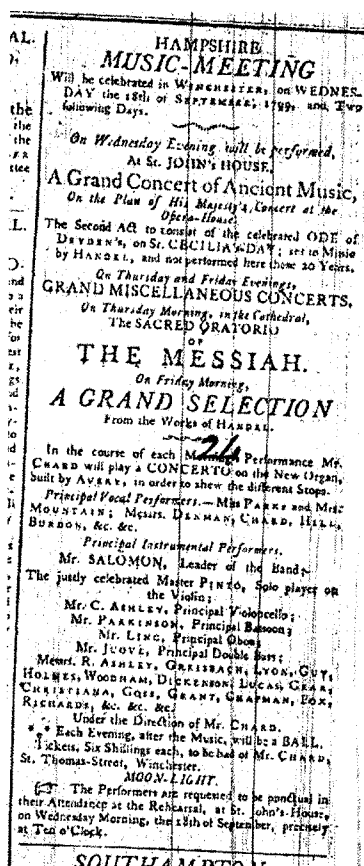 HAMPSHIRE
MUSIC-MEETING
Will be celebrated in WINCHESTER, on WEDNES-
DAY the 18th of SEPTEMBER, 1799, and Two
following Days.
On Wednesday Evening will be performed,
At St. JOHN's HOUSE,
A Grand Concert of Ancient Music,
On the Plan of His Majesty's Concert at the
Opera-House;
The Second Act to consist of the celebrated ODE of
DRYDEN's, on St. CECILIA's-DAY; set to Music
by HANDEL, and not performed here these 20 Years.
On Thursday and Friday Evenings,
GRAND MISCELLANEOUS CONCERTS.
On Thursday Morning, in the Cathedral,
The SACRED ORATORIO
OF
THE MESSIAH.
On Friday Morning,
A GRAND SELECTION
From the Works of HANDEL.
24
In the course of each Morning Performance Mr.
CHARD will play a CONCERTO on the New Organ,
built by AVERY, in order to shew the different Stops.
Principal Vocal Performers.—Miss PARKE and Mrs.
MOUNTAIN; Messrs. DENMAN, CHARD, HILL,
BURDON, &c. &c.
Principal Instrumental Performers.
Mr. SALOMON, Leader of the Band;
The justly celebrated Master PINTO, Solo player on
the Violin;
Mr. C. ASHLEY, Principal Violoncello;
Mr. PARKINSON, Principal Bassoon;
Mr. LING, Principal Oboe;
Mr. Principal Double Bass;
Messrs. R. ASHLEY, GREISBACH, LYON, GUY,
HOLMES, WOODHAM, DICKENSON, LUCAS, GEAR,
CHRISTIANA, GOSS, GRANT, CHAPMAN, FOX,
RICHARDS, &c. &c. &c.
Under the Direction of Mr. CHARD.
*** Each Evening, after the Music, will be a BALL.
Tickets, Six Shillings each, to be had of Mr. CHARD,
St. Thomas-Street, Winchester.
MOON-LIGHT.
☞ The Performers are requested to be punctual in
their Attendance at the Rehearsal, at St. John's-House,
on Wednesday Morning, the 18th of September, precisely
at Ten o'Clock.
SOUTHAMPTON